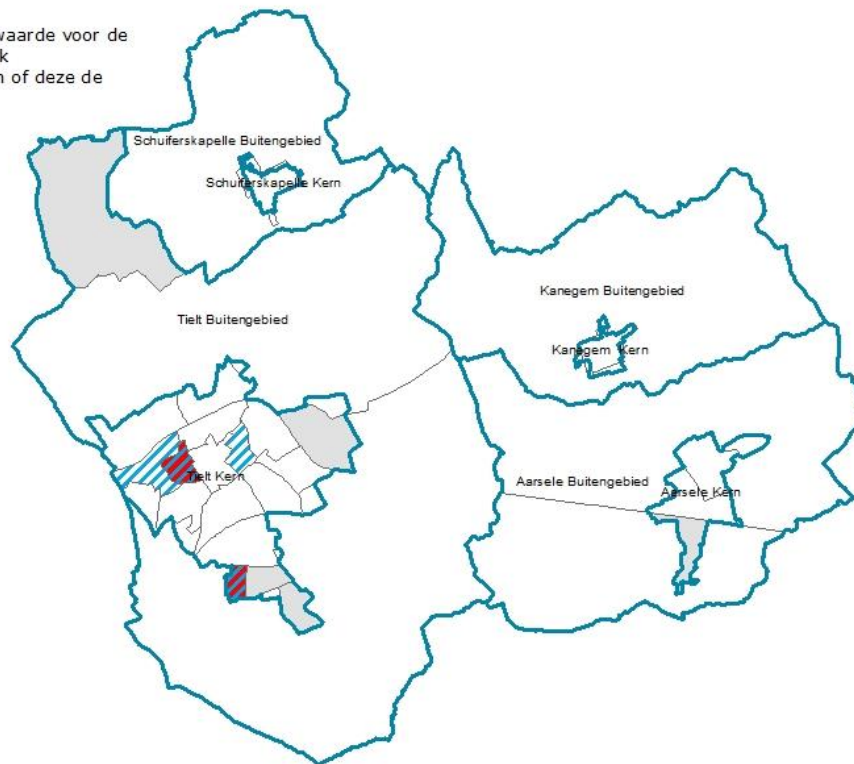 waarde voor de
k
n of deze de
Schuiferskapelle Buitengebied
Schuiferskapelle Kern
Kanegem Buitengebied
Tielt Buitengebied
Kanegem Kern
Tielt Kern
Aarsele Buitengebied
Aarsele Kern